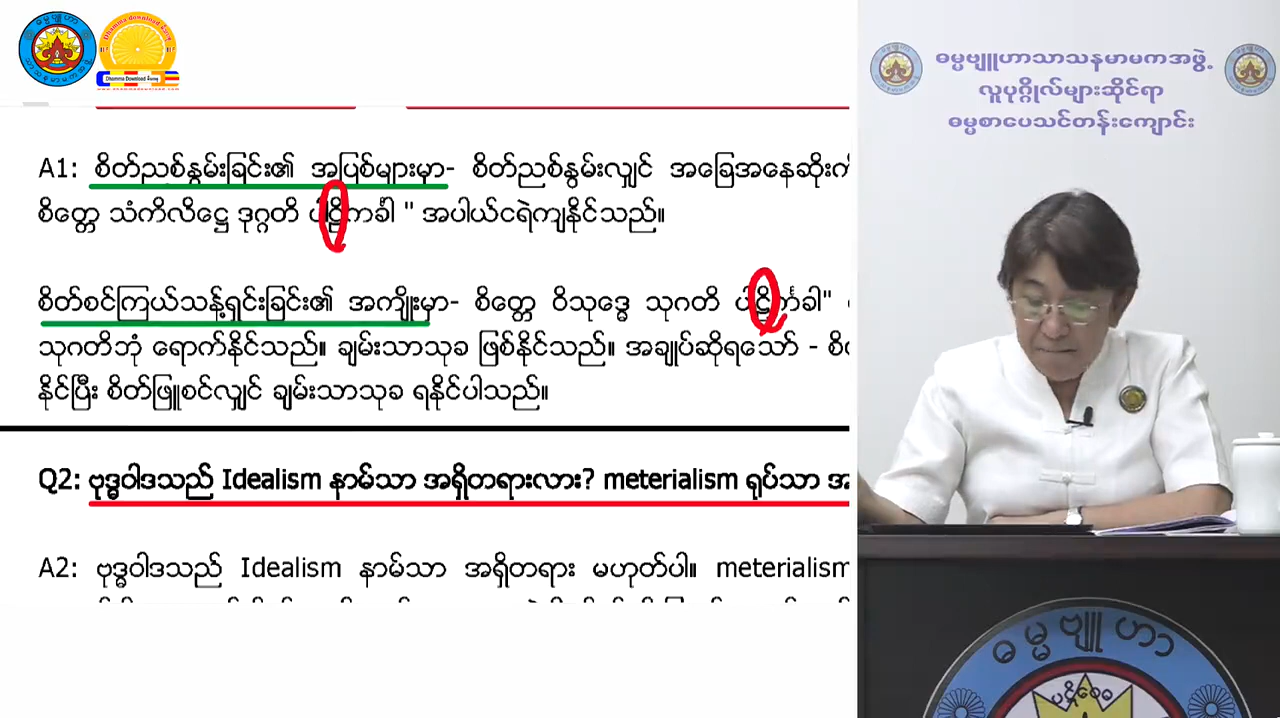 Dhamma download စီးဝေမှု
Dhamma Download
www.dhammadownload.com
A1: စိတ်ညစ်နွမ်းခြင်း၏ အပြစ်များမှာ- စိတ်ညစ်နွမ်းလျှင် အခြေအနေဆိုး
စိတ္တေ သံကိလိဋ္ဌေ ဒုဂ္ဂတိ ပါဋိကင်္ခါ " အပါယ်ငရဲကျနိုင်သည်။
စိတ်စင်ကြယ်သန့်ရှင်းခြင်း၏ အကျိုးမှာ- စိတ္တေ ဝိသုဒ္ဓေ သုဂတိ ပါဋိကင်္ခါ"
သုဂတိဘုံ ရောက်နိုင်သည်။ ချမ်းသာသုခ ဖြစ်နိုင်သည်။ အချုပ်ဆိုရသော် -
နိုင်ပြီး စိတ်ဖြူစင်လျှင် ချမ်းသာသုခ ရနိုင်ပါသည်။
Q2: ဗုဒ္ဓဝါဒသည် Idealism နာမ်သာ အရှိတရားလား? meterialism ရုပ်သာ အ
A2: ဗုဒ္ဓဝါဒသည် Idealism နာမ်သာ အရှိတရား မဟုတ်ပါ။ meterialism
ဓမ္မဗျူဟာသာသနမာမကအဖွဲ့
လူပုဂ္ဂိုလ်များဆိုင်ရာ
ဓမ္မစာပေသင်တန်းကျောင်း
ဓမ္မဗျူဟာ